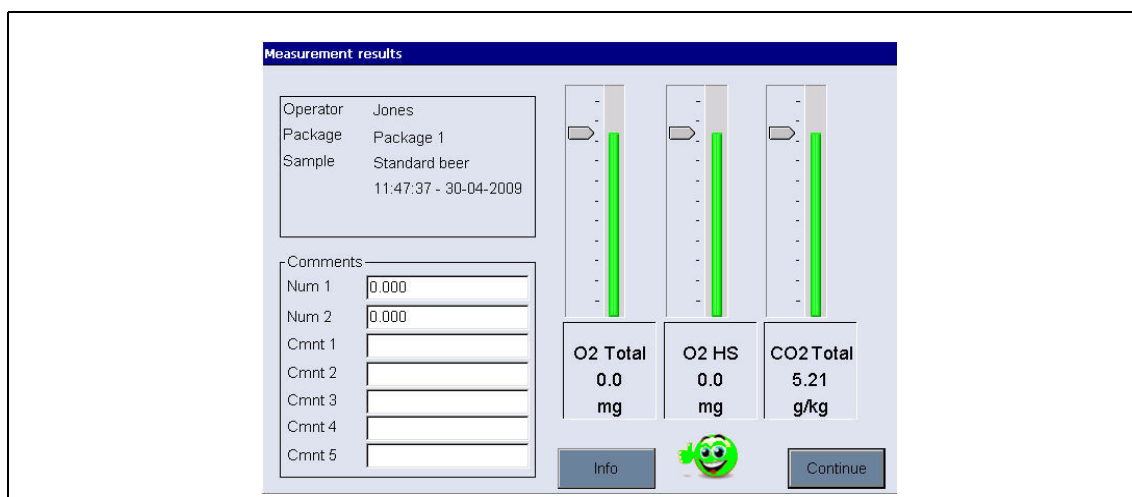 Measurement results
Operator Jones
Package Package 1
Sample Standard beer
11:47:37 - 30-04-2009
Comments
Num 1 0.000
Num 2 0.000
Cmnt 1
Cmnt 2
Cmnt 3
Cmnt 4
Cmnt 5
O2 Total
0.0
mg
O2 HS
0.0
mg
CO2 Total
5.21
g/kg
Info
Continue